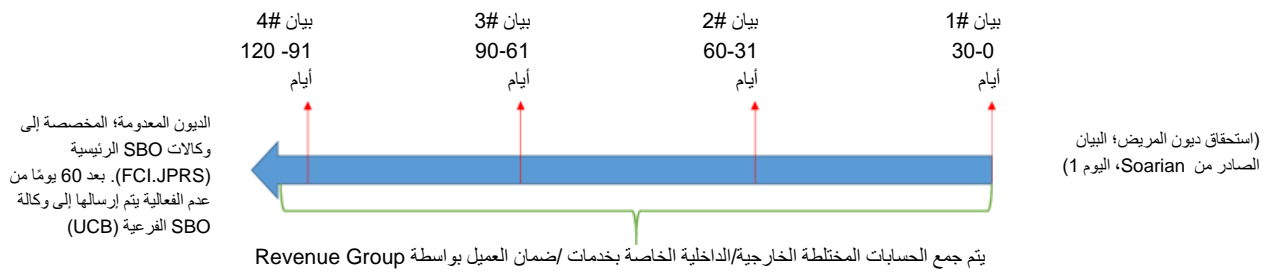 بيان #1
0-30
أيام
بيان #2
31-60
أيام
بيان #3
61-90
أيام
بيان #4
91- 120
أيام
(استحقاق ديون المريض؛ البيان
الصادر من Soarian، اليوم 1)
الديون المعدومة؛ المخصصة إلى
وكالات SBO الرئيسية
(FCI.JPRS). بعد 60 يومًا من
عدم الفعالية يتم إرسالها إلى وكالة
SBO الفرعية (UCB)
يتم جمع الحسابات المختلطة الخارجية/الداخلية الخاصة بخدمات /ضمان العميل بواسطة Revenue Group